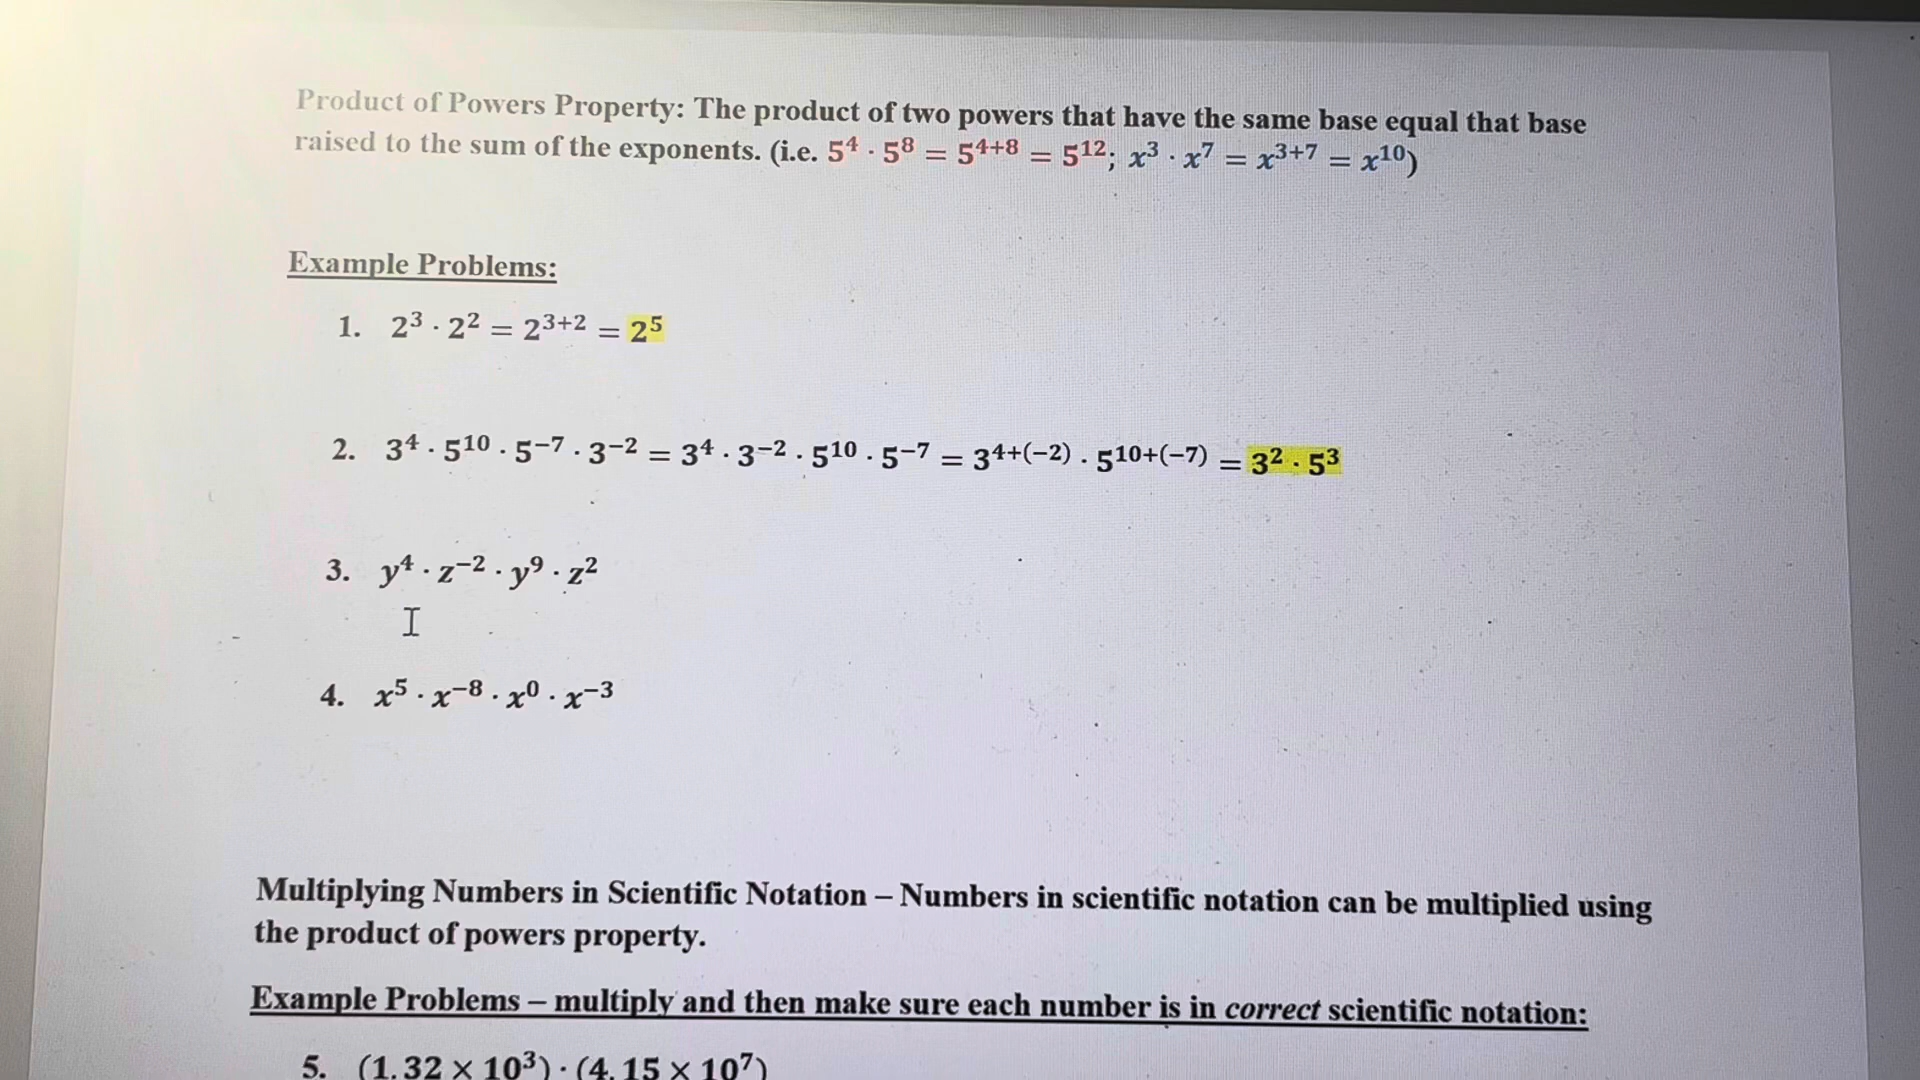 Product of Powers Property: The product of two powers that have the same base equal that base
raised to the sum of the exponents. (i.e. 5⁴ · 5⁸ = 5⁴⁺⁸ = 5¹²; x³ · x⁷ = x³⁺⁷ = x¹⁰)
Example Problems:
1. 2³ · 2² = 2³⁺² = 2⁵
2. 3⁴ · 5¹⁰ · 5⁻⁷ · 3⁻² = 3⁴ · 3⁻² · 5¹⁰ · 5⁻⁷ = 3⁴⁺⁽⁻²⁾ · 5¹⁰⁺⁽⁻⁷⁾ = 3² · 5³
3. y⁴ · z⁻² · y⁹ · z²
4. x⁵ · x⁻⁸ · x⁰ · x⁻³
Multiplying Numbers in Scientific Notation – Numbers in scientific notation can be multiplied using
the product of powers property.
Example Problems – multiply and then make sure each number is in correct scientific notation:
5. (1.32 × 10³) · (4.15 × 10⁷)